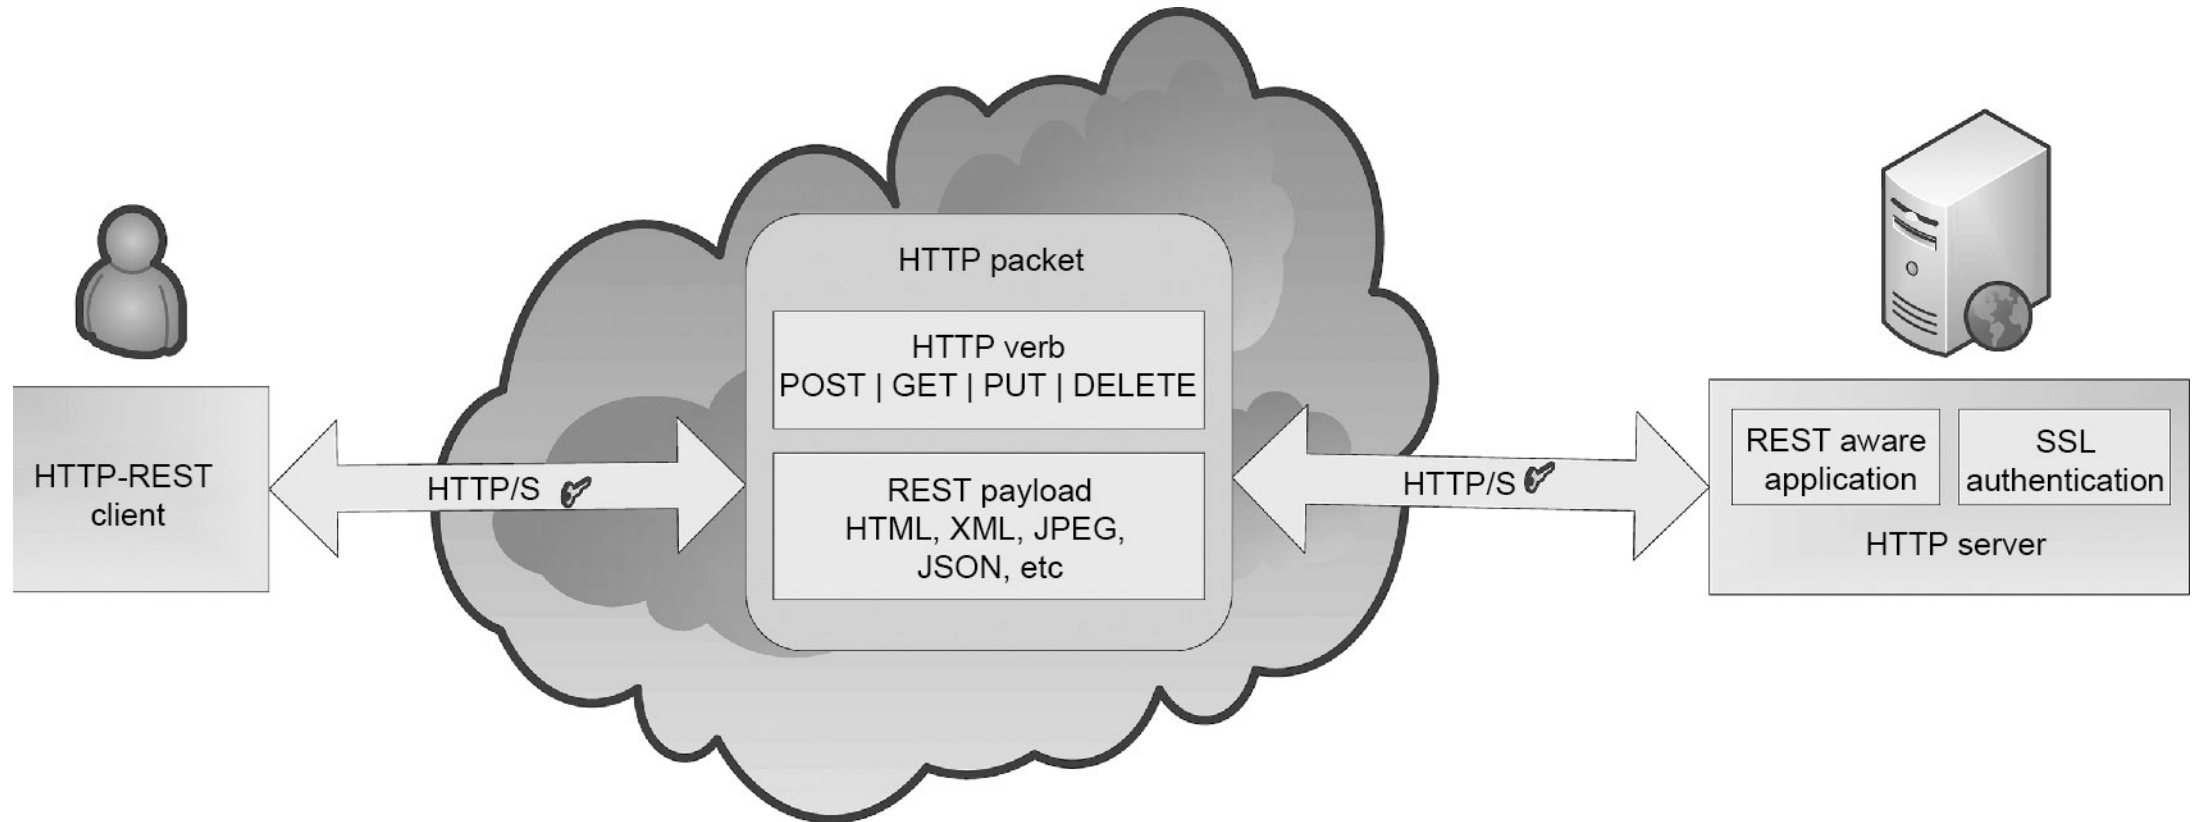 HTTP-REST
client
HTTP/S
HTTP packet
HTTP verb
POST | GET | PUT | DELETE
REST payload
HTML, XML, JPEG,
JSON, etc
HTTP/S
REST aware
application
SSL
authentication
HTTP server